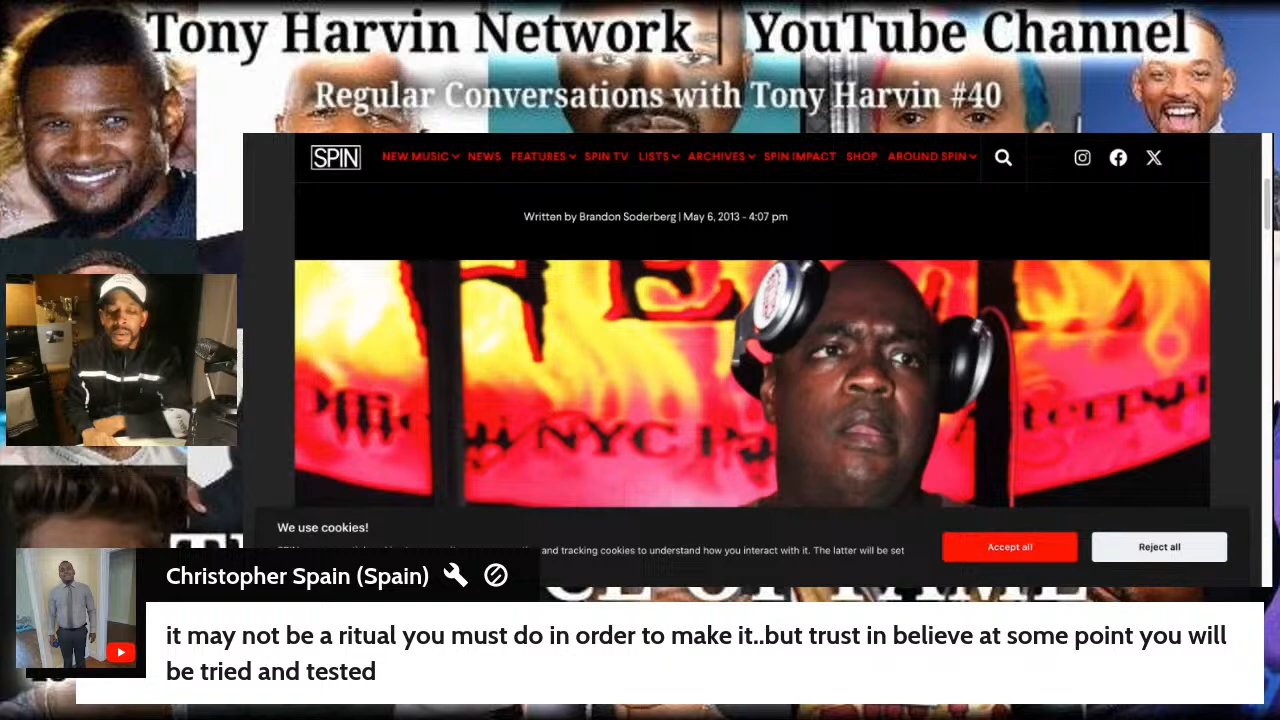 Tony Harvin Network | YouTube Channel
Regular Conversations with Tony Harvin #40
SPIN NEW MUSIC NEWS FEATURES SPIN TV LISTS ARCHIVES SPIN IMPACT SHOP AROUND SPIN
Written by Brandon Soderberg | May 6, 2013 - 4:07 pm
NYC
We use cookies!
and tracking cookies to understand how you interact with it. The latter will be set
Accept all
Reject all
OF FAME
Christopher Spain (Spain)
it may not be a ritual you must do in order to make it..but trust in believe at some point you will
be tried and tested